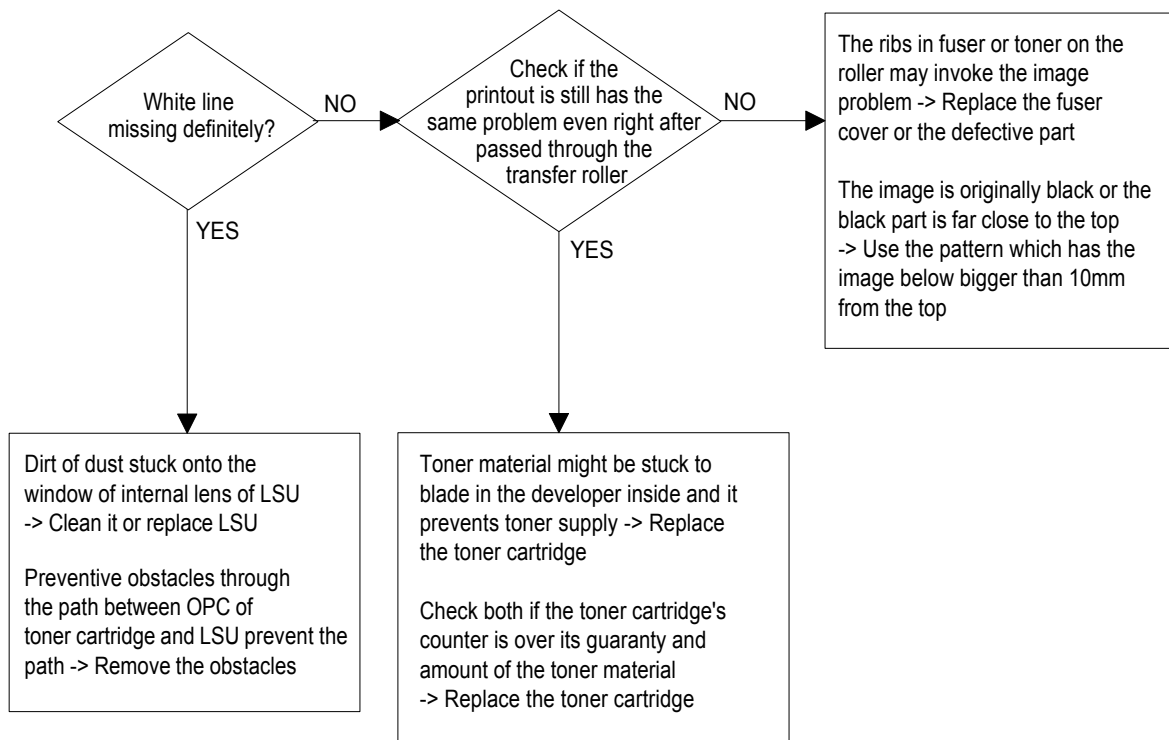 White line
missing definitely?
NO
YES
Check if the
printout is still has the
same problem even right after
passed through the
transfer roller
NO
YES
The ribs in fuser or toner on the
roller may invoke the image
problem -> Replace the fuser
cover or the defective part
The image is originally black or the
black part is far close to the top
-> Use the pattern which has the
image below bigger than 10mm
from the top
Dirt of dust stuck onto the
window of internal lens of LSU
-> Clean it or replace LSU
Preventive obstacles through
the path between OPC of
toner cartridge and LSU prevent the
path -> Remove the obstacles
Toner material might be stuck to
blade in the developer inside and it
prevents toner supply -> Replace
the toner cartridge
Check both if the toner cartridge's
counter is over its guaranty and
amount of the toner material
-> Replace the toner cartridge